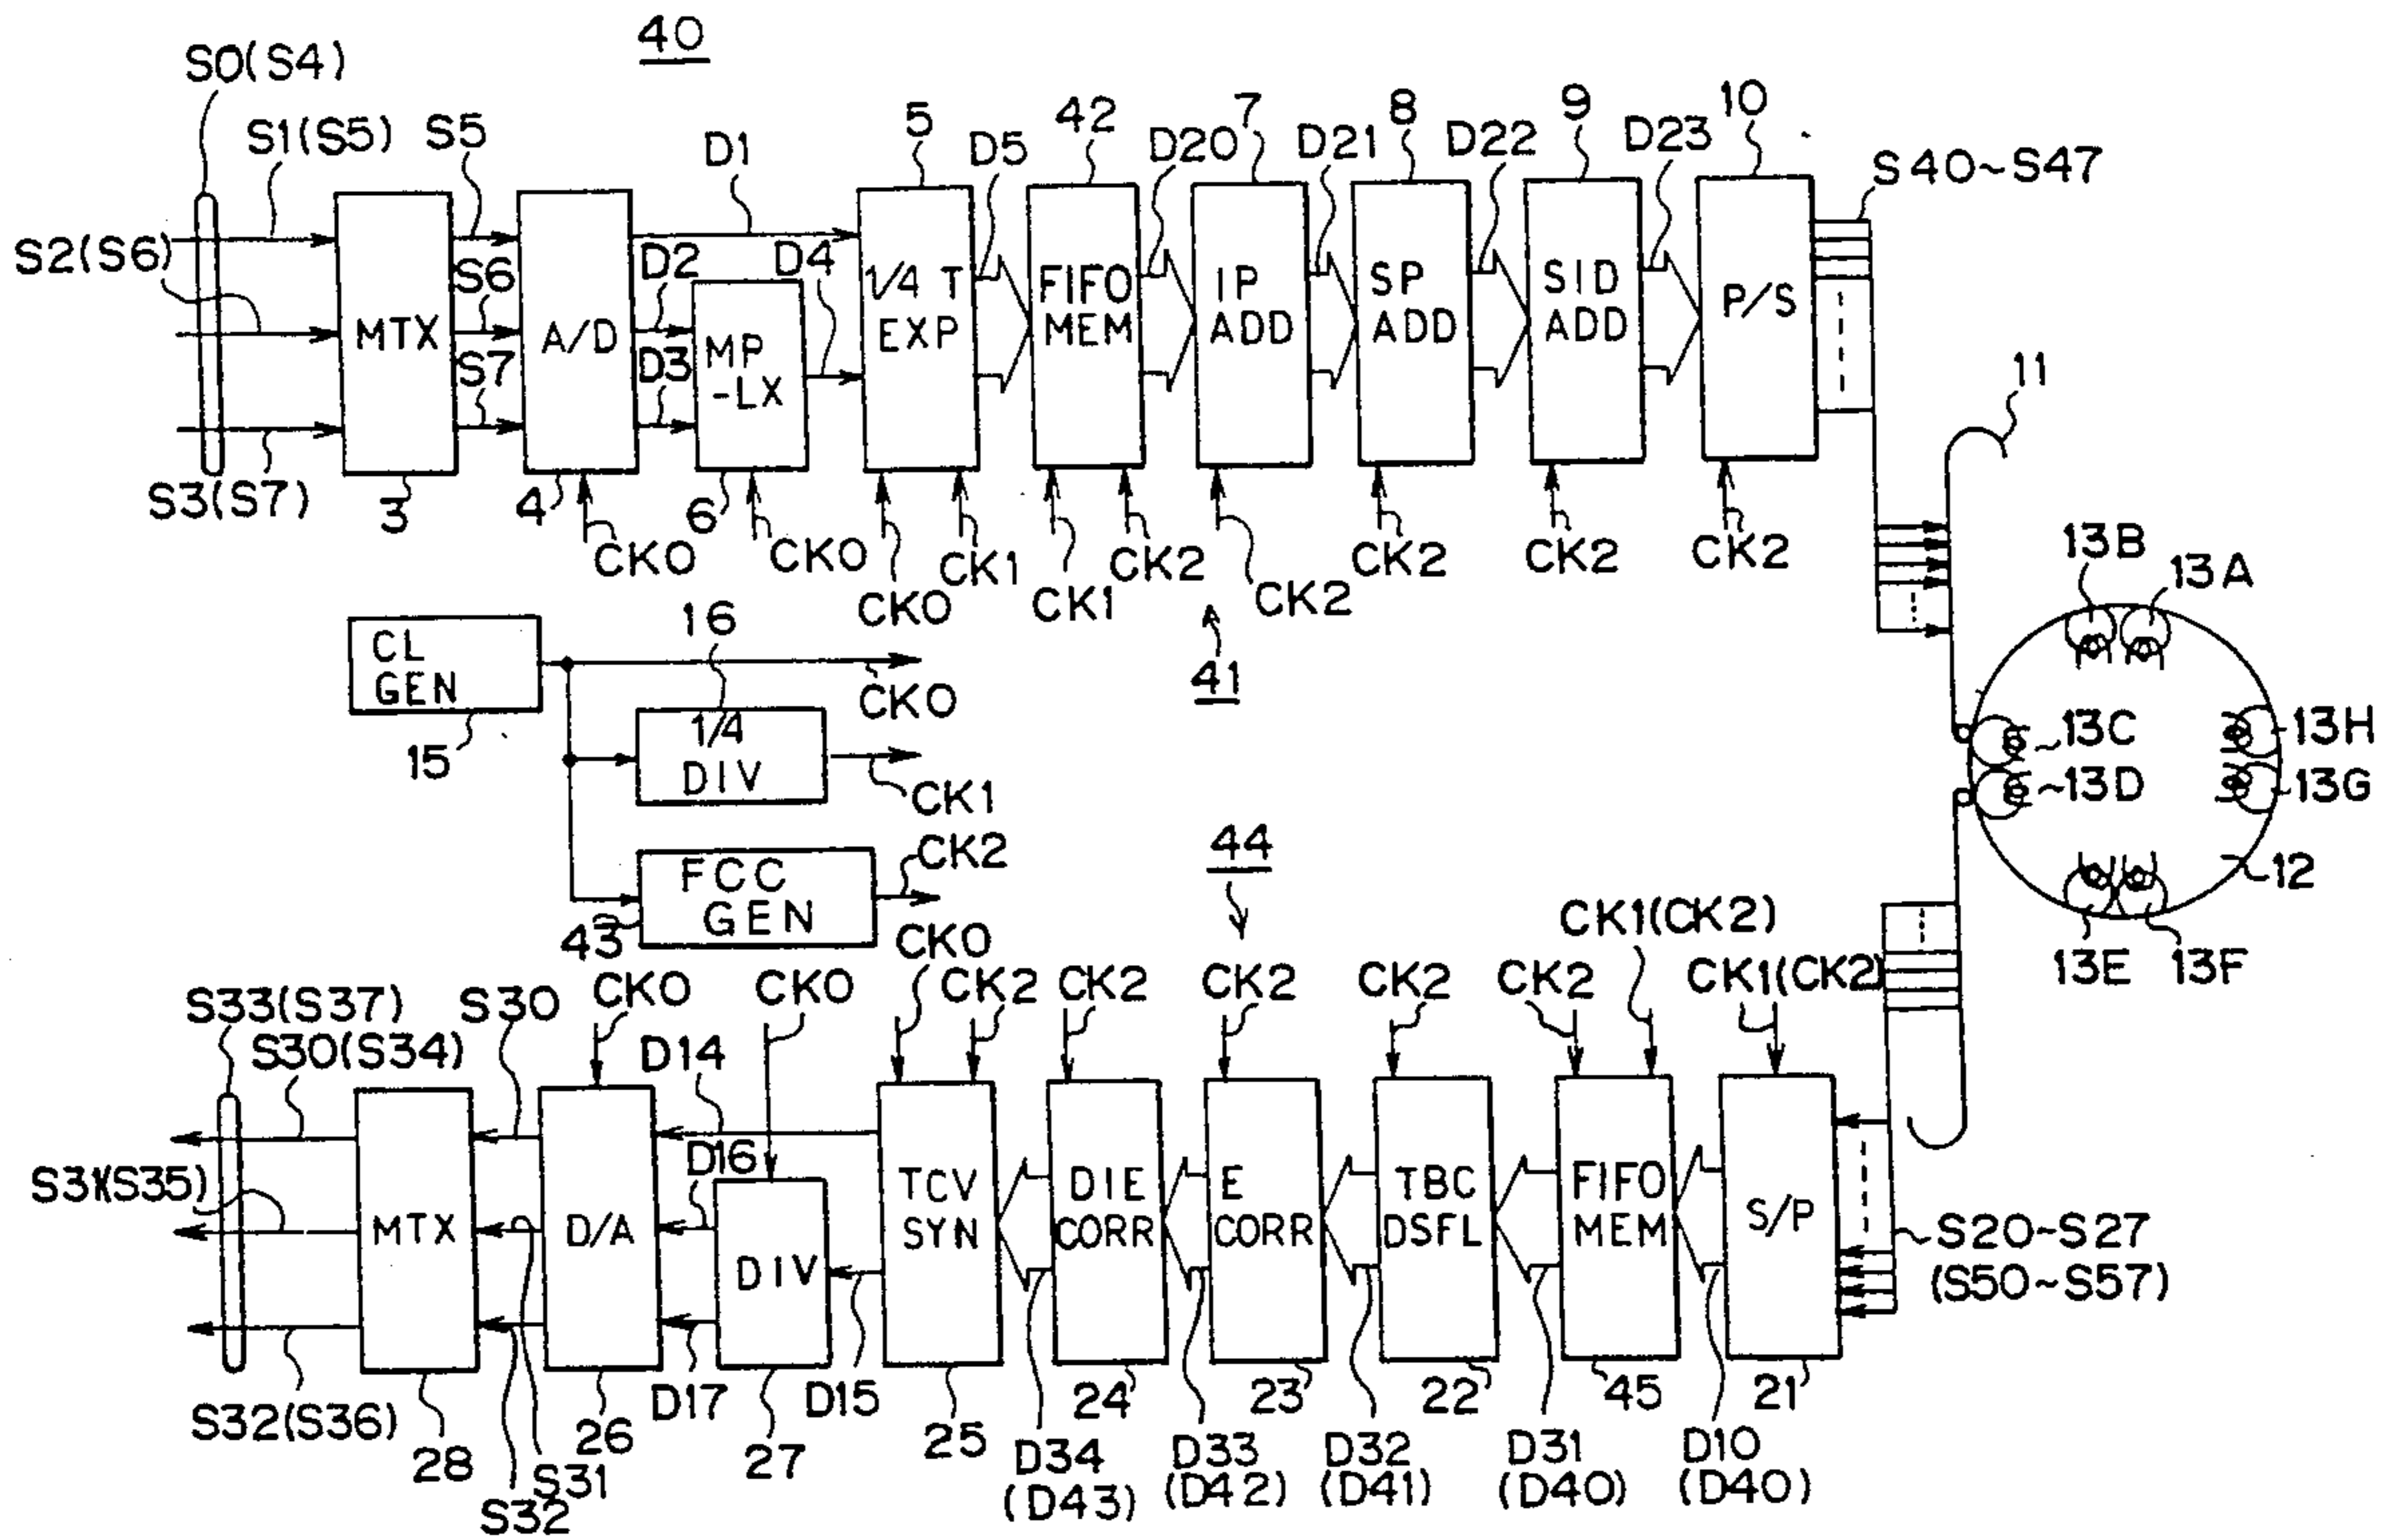 40
S0(S4)
S1(S5)
S2(S6)
S3(S7)
MTX
3
S5
S6
S7
A/D
4
CK0
D1
D2
D3
MP
-LX
6
CK0
D4
5
1/4 T
EXP
CK0
CK1
D5
42
FIFO
MEM
CK1
CK2
D20
7
IP
ADD
CK2
D21
8
SP
ADD
CK2
D22
9
SID
ADD
CK2
D23
10
P/S
CK2
S40~S47
11
41
CL
GEN
15
CK0
16
1/4
DIV
CK1
FCC
GEN
43
CK2
13B
13A
13C
13H
13D
13G
12
13E
13F
44
S33(S37)
S30(S34)
S31(S35)
S32(S36)
MTX
28
S30
S31
S32
CK0
D/A
26
D14
D16
D17
CK0
DIV
27
D15
CK0
CK2
TCV
SYN
25
CK2
DIE
CORR
24
D34
(D43)
CK2
E
CORR
23
D33
(D42)
CK2
TBC
DSFL
22
D32
(D41)
CK2
CK1(CK2)
FIFO
MEM
45
D31
(D40)
CK1(CK2)
S/P
21
D10
(D40)
S20~S27
(S50~S57)